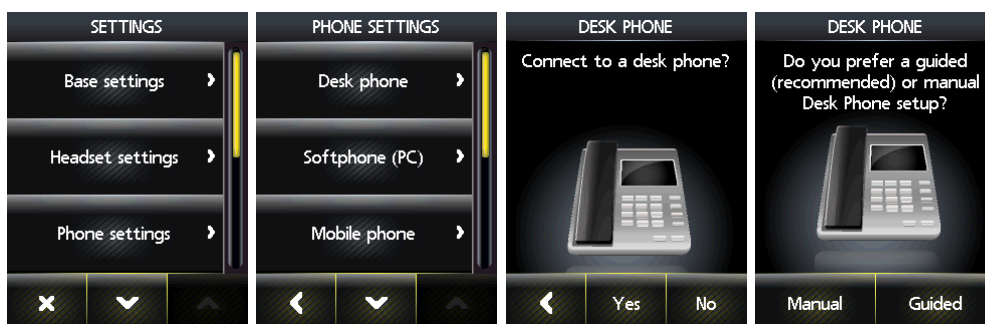 SETTINGS
Base settings
Headset settings
Phone settings
PHONE SETTINGS
Desk phone
Softphone (PC)
Mobile phone
DESK PHONE
Connect to a desk phone?
Yes
No
DESK PHONE
Do you prefer a guided
(recommended) or manual
Desk Phone setup?
Manual
Guided